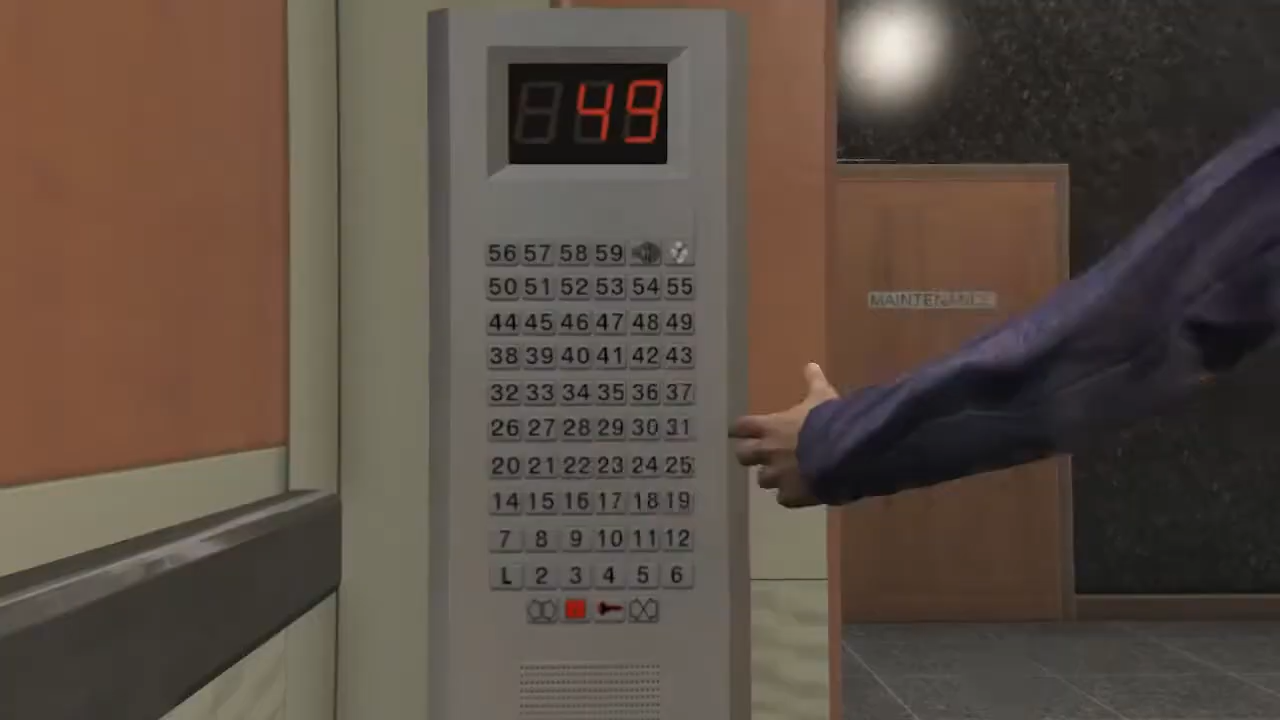 49
56 57 58 59
50 51 52 53 54 55
44 45 46 47 48 49
38 39 40 41 42 43
32 33 34 35 36 37
26 27 28 29 30 31
20 21 22 23 24 25
14 15 16 17 18 19
7 8 9 10 11 12
L 2 3 4 5 6
MAINTENANCE